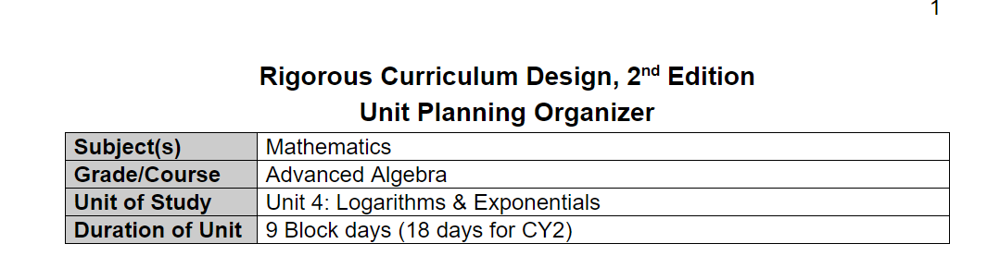 1
Rigorous Curriculum Design, 2nd Edition
Unit Planning Organizer
Subject(s) Mathematics
Grade/Course Advanced Algebra
Unit of Study Unit 4: Logarithms & Exponentials
Duration of Unit 9 Block days (18 days for CY2)